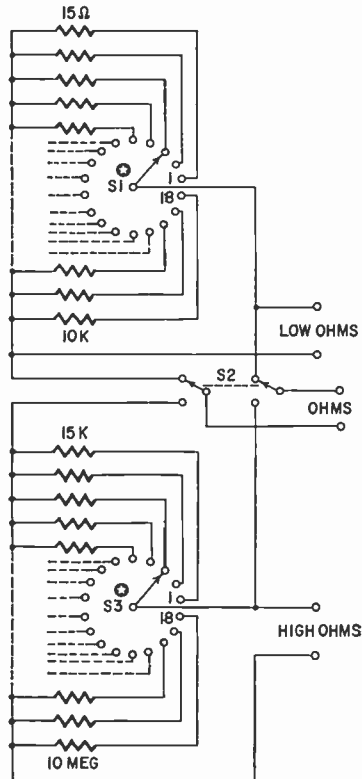 15Ω
S1
1
18
10K
LOW OHMS
S2
OHMS
15K
S3
1
18
HIGH OHMS
10 MEG